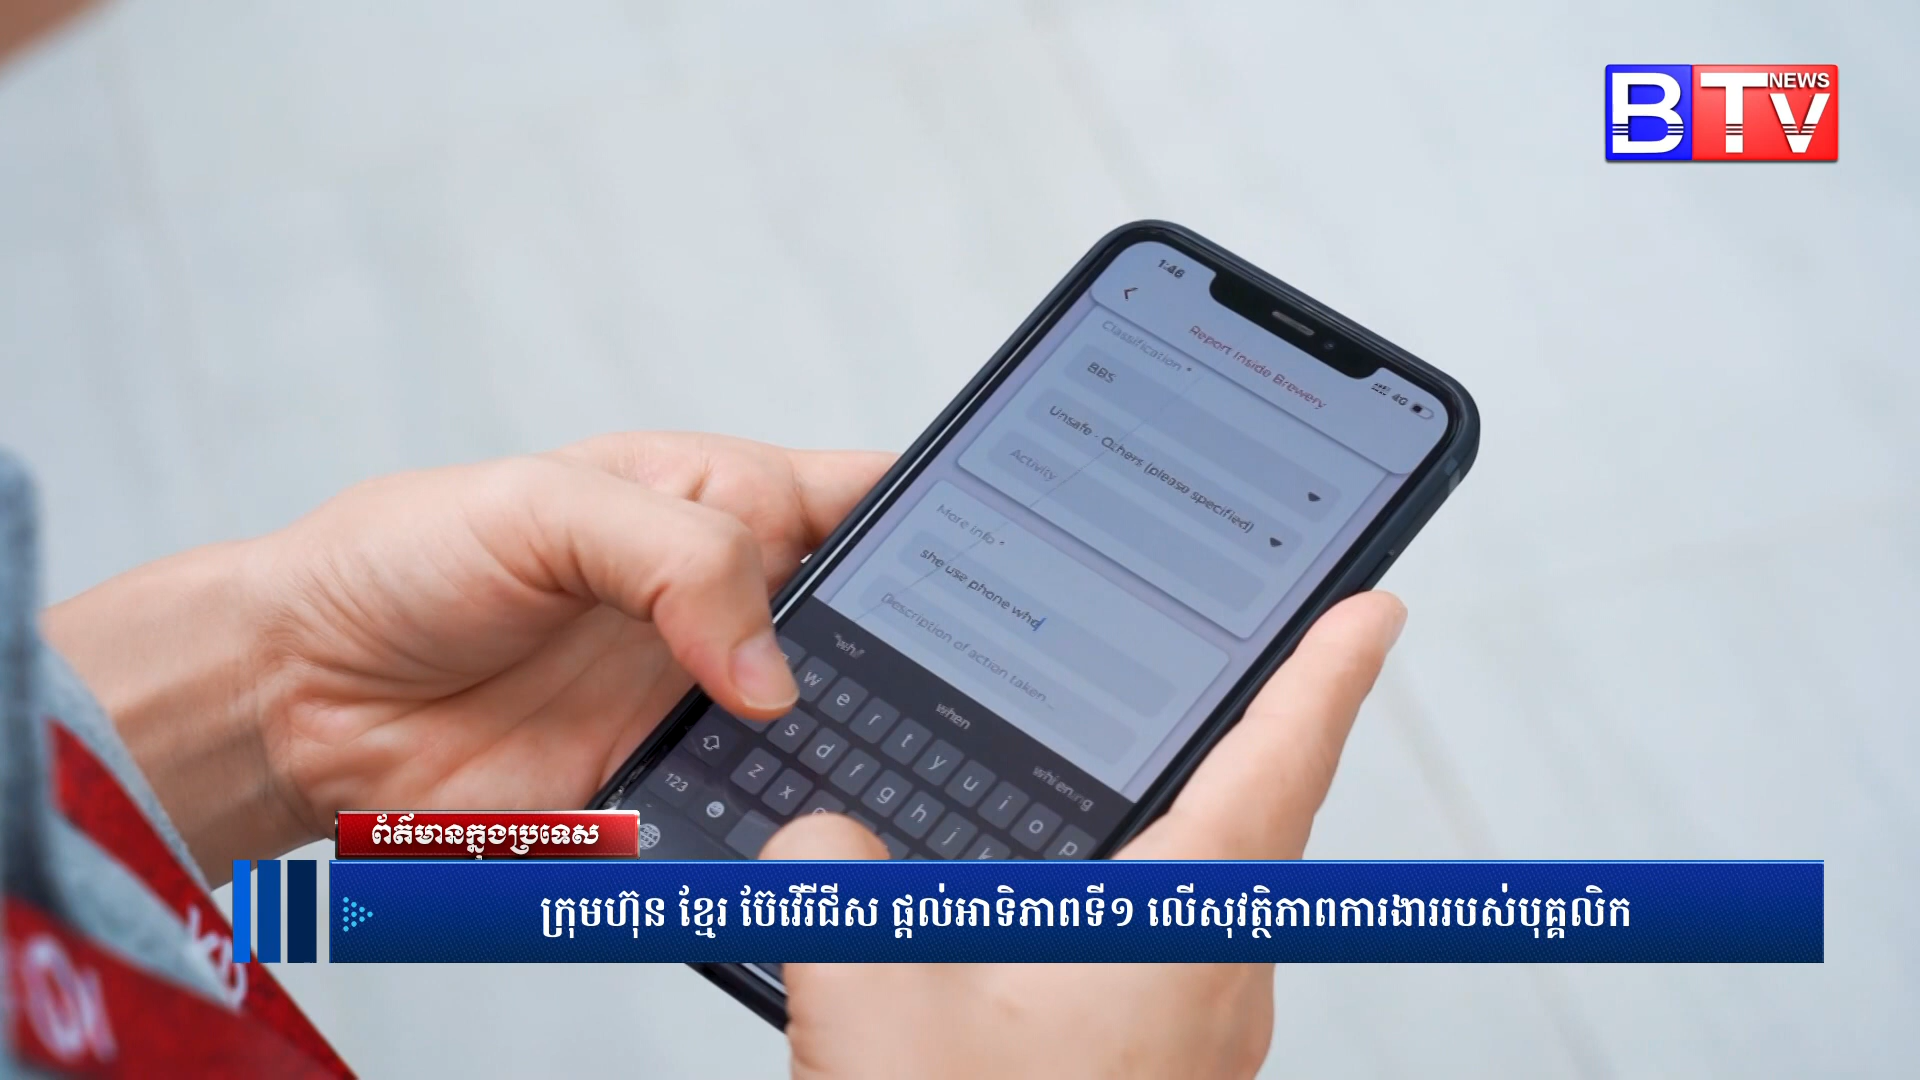 BTV NEWS
1:46
4G
Report Inside Brewery
Classification *
BBS
Unsafe - Others (please specified)
Activity
More info *
she use phone whe
Description of action taken...
when
w e r t y u i o p
s d f g h j k
z x
123
ព័ត៌មានក្នុងប្រទេស
ក្រុមហ៊ុន ខ្មែរ ប៊ែវើរីជីស ផ្តល់អាទិភាពទី១ លើសុវត្ថិភាពការងាររបស់បុគ្គលិក